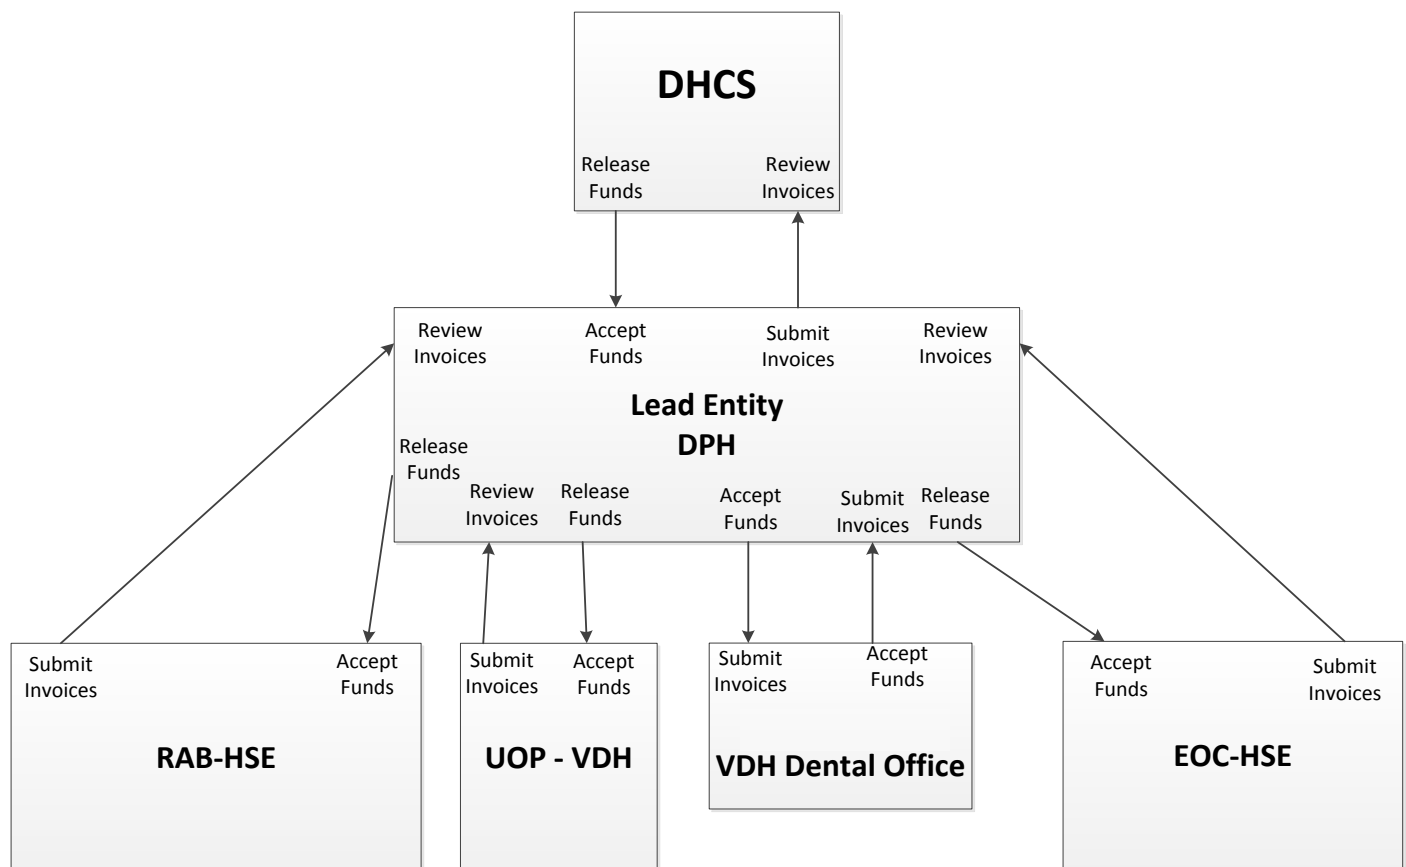 DHCS
Release
Funds
Review
Invoices
Review
Invoices
Accept
Funds
Submit
Invoices
Review
Invoices
Lead Entity
DPH
Release
Funds
Review
Invoices
Release
Funds
Accept
Funds
Submit
Invoices
Release
Funds
Submit
Invoices
Accept
Funds
RAB-HSE
Submit
Invoices
Accept
Funds
UOP - VDH
Submit
Invoices
Accept
Funds
VDH Dental Office
Accept
Funds
Submit
Invoices
EOC-HSE